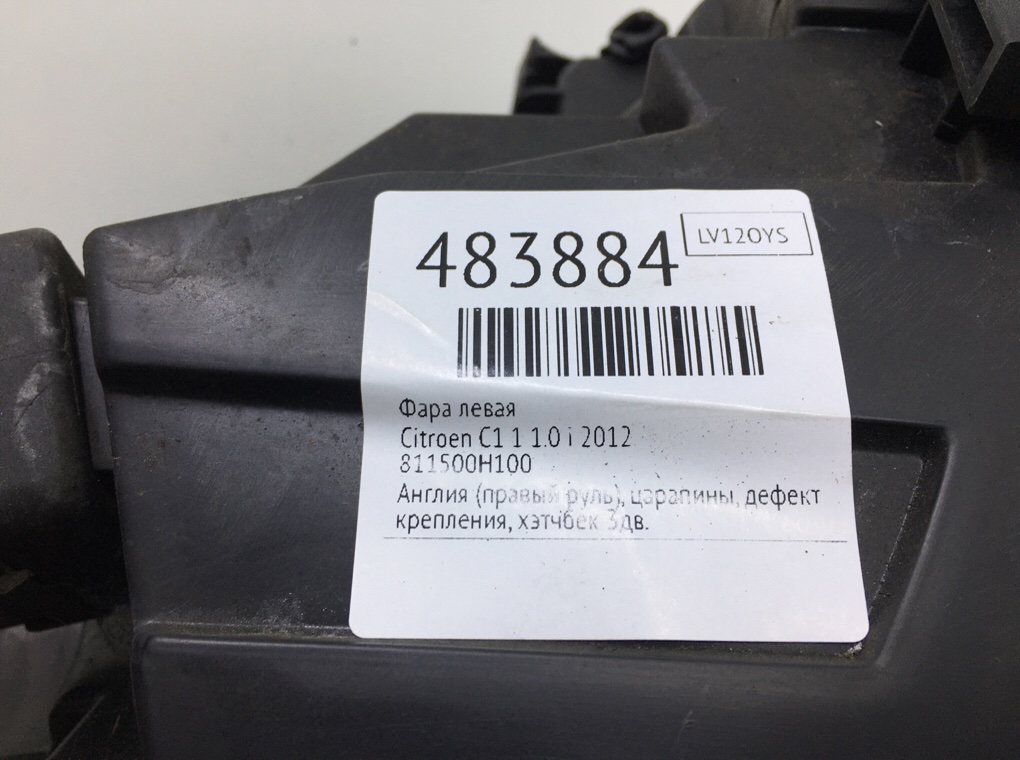 483884
LV12OYS
Фара левая
Citroen C1 1 1.0 i 2012
811500H100
Англия (правый руль), царапины, дефект
крепления, хэтчбек 3дв.